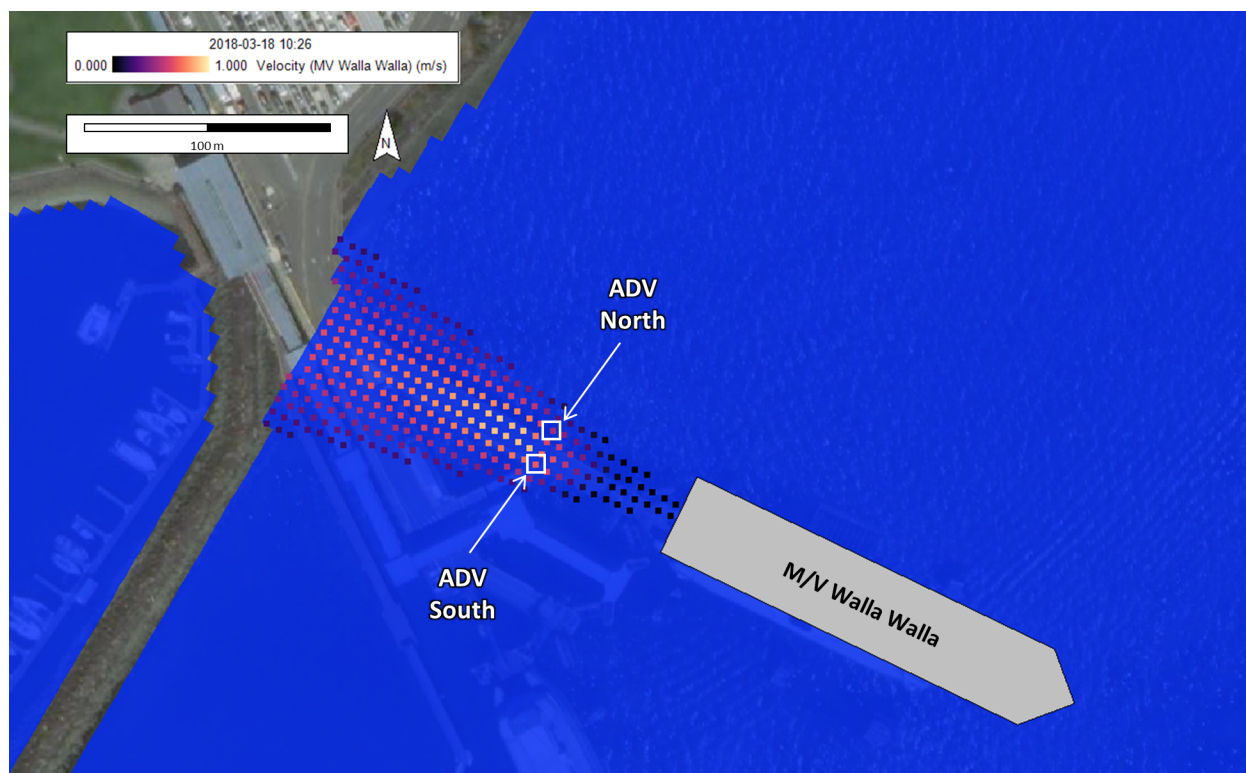 2018-03-18 10:26
0.000 1.000 Velocity (MV Walla Walla) (m/s)
100 m
N
ADV
North
ADV
South
M/V Walla Walla